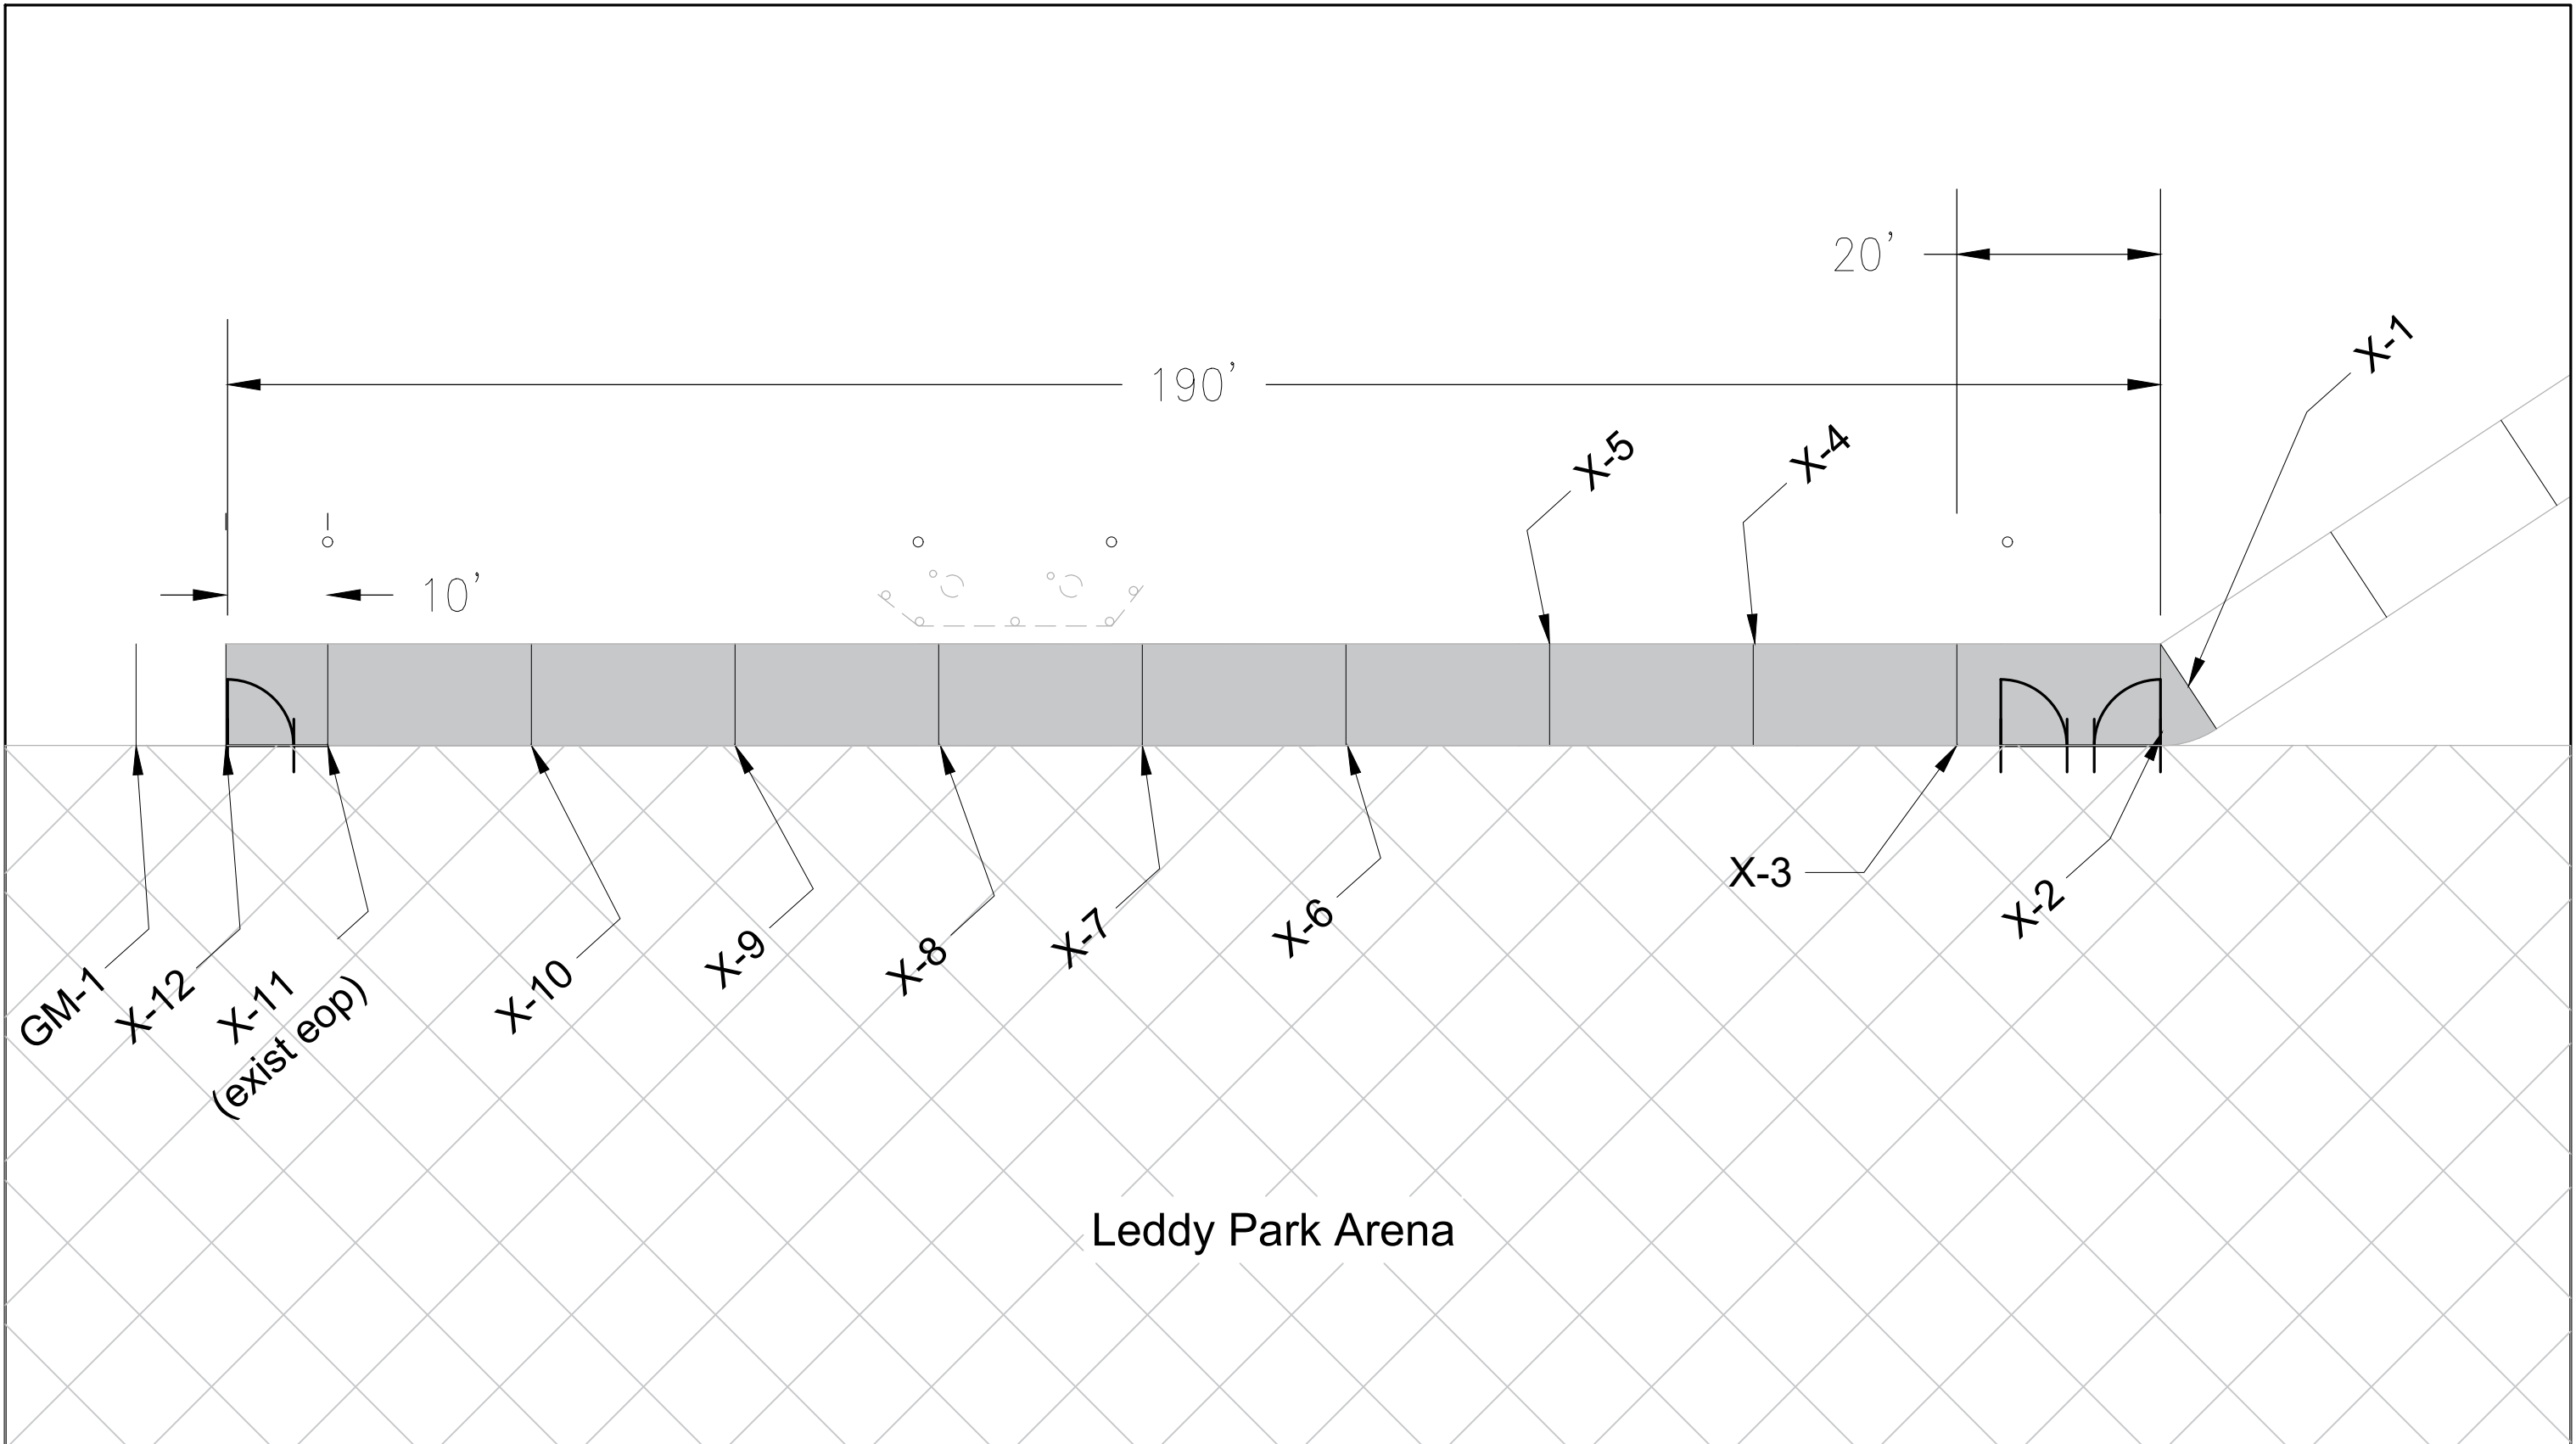 20'
X-1
190'
X-5
X-4
10'
X-3
X-2
X-6
X-7
X-8
X-9
X-10
X-11
(exist eop)
X-12
GM-1
Leddy Park Arena